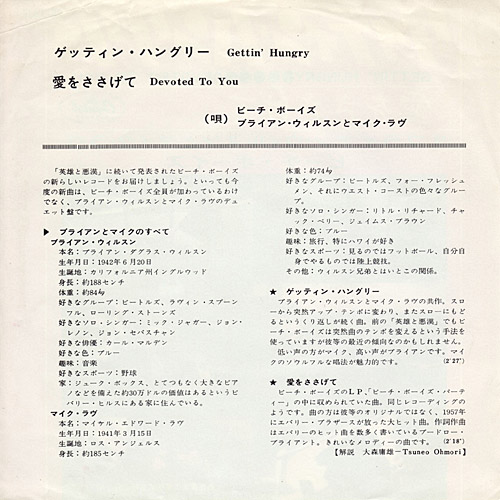 ゲッティン・ハングリー Gettin' Hungry
愛をささげて Devoted To You
(唄) ビーチ・ボーイズ
ブライアン・ウィルスンとマイク・ラヴ
「英雄と悪漢」に続いて発表されたビーチ・ボーイズ
の新らしいレコードをお届けしましょう。といっても今
度の新曲は、ビーチ・ボーイズ全員が加わっているわけ
でなく、ブライアン・ウィルスンとマイク・ラヴのデュ
エット盤です。
▶ ブライアンとマイクのすべて
ブライアン・ウィルスン
本名：ブライアン・ダグラス・ウィルスン
生年月日：1942年6月20日
生誕地：カリフォルニア州イングルウッド
身長：約188センチ
体重：約84㎏
好きなグループ：ビートルズ、ラヴィン・スプーン
フル、ローリング・ストーンズ
好きなソロ・シンガー：ミック・ジャガー、ジョン・
レノン、ジョン・セバスチャン
好きな俳優：カール・マルデン
好きな色：ブルー
趣味：音楽
好きなスポーツ：野球
家：ジューク・ボックス、とてつもなく大きなピア
ノなどを備えた約30万ドルの価値はあるというビ
バリー・ヒルスにある家に住んでいる。
マイク・ラヴ
本名：マイケル・エドワード・ラヴ
生年月日：1941年3月15日
生誕地：ロス・アンジェルス
身長：約185センチ
体重：約74㎏
好きなグループ：ビートルズ、フォー・フレッシュ
メン、それにウエスト・コーストの色々なグルー
プ。
好きなソロ・シンガー：リトル・リチャード、チャ
ック・ベリー、ジェイムス・ブラウン
好きな色：ブルー
趣味：旅行、特にハワイが好き
好きなスポーツ：見るのではフットボール、自分自
身でやるものでは陸上競技。
その他：ウィルスン兄弟とはいとこの関係。
★ ゲッティン・ハングリー
ブライアン・ウィルスンとマイク・ラヴの共作。スロ
ーから突然アップ・テンポに変わり、またスローにもど
るというくり返しが続く曲。前の「英雄と悪漢」でもビ
ーチ・ボーイズは突然曲のテンポを変えるという手法を
使っていますが彼等の最近の傾向なのかもしれません。
低い声の方がマイク、高い声がブライアンです。マイ
クのソウルフルな唱法が魅力的です。 (2'27")
★ 愛をささげて
ビーチ・ボーイズのLP、「ビーチ・ボーイズ・パーテ
ィー」の中に収められていた曲。同じレコーディングの
ようです。曲の方は彼等のオリジナルではなく、1957年
にエバリー・ブラザースが放った大ヒット曲。作詞作曲
はエバリーのヒット曲を数多く書いているブードロー・
ブライアント。きれいなメロディーの曲です。 (2'18")
【解説 大森庸雄−Tsuneo Ohmori】